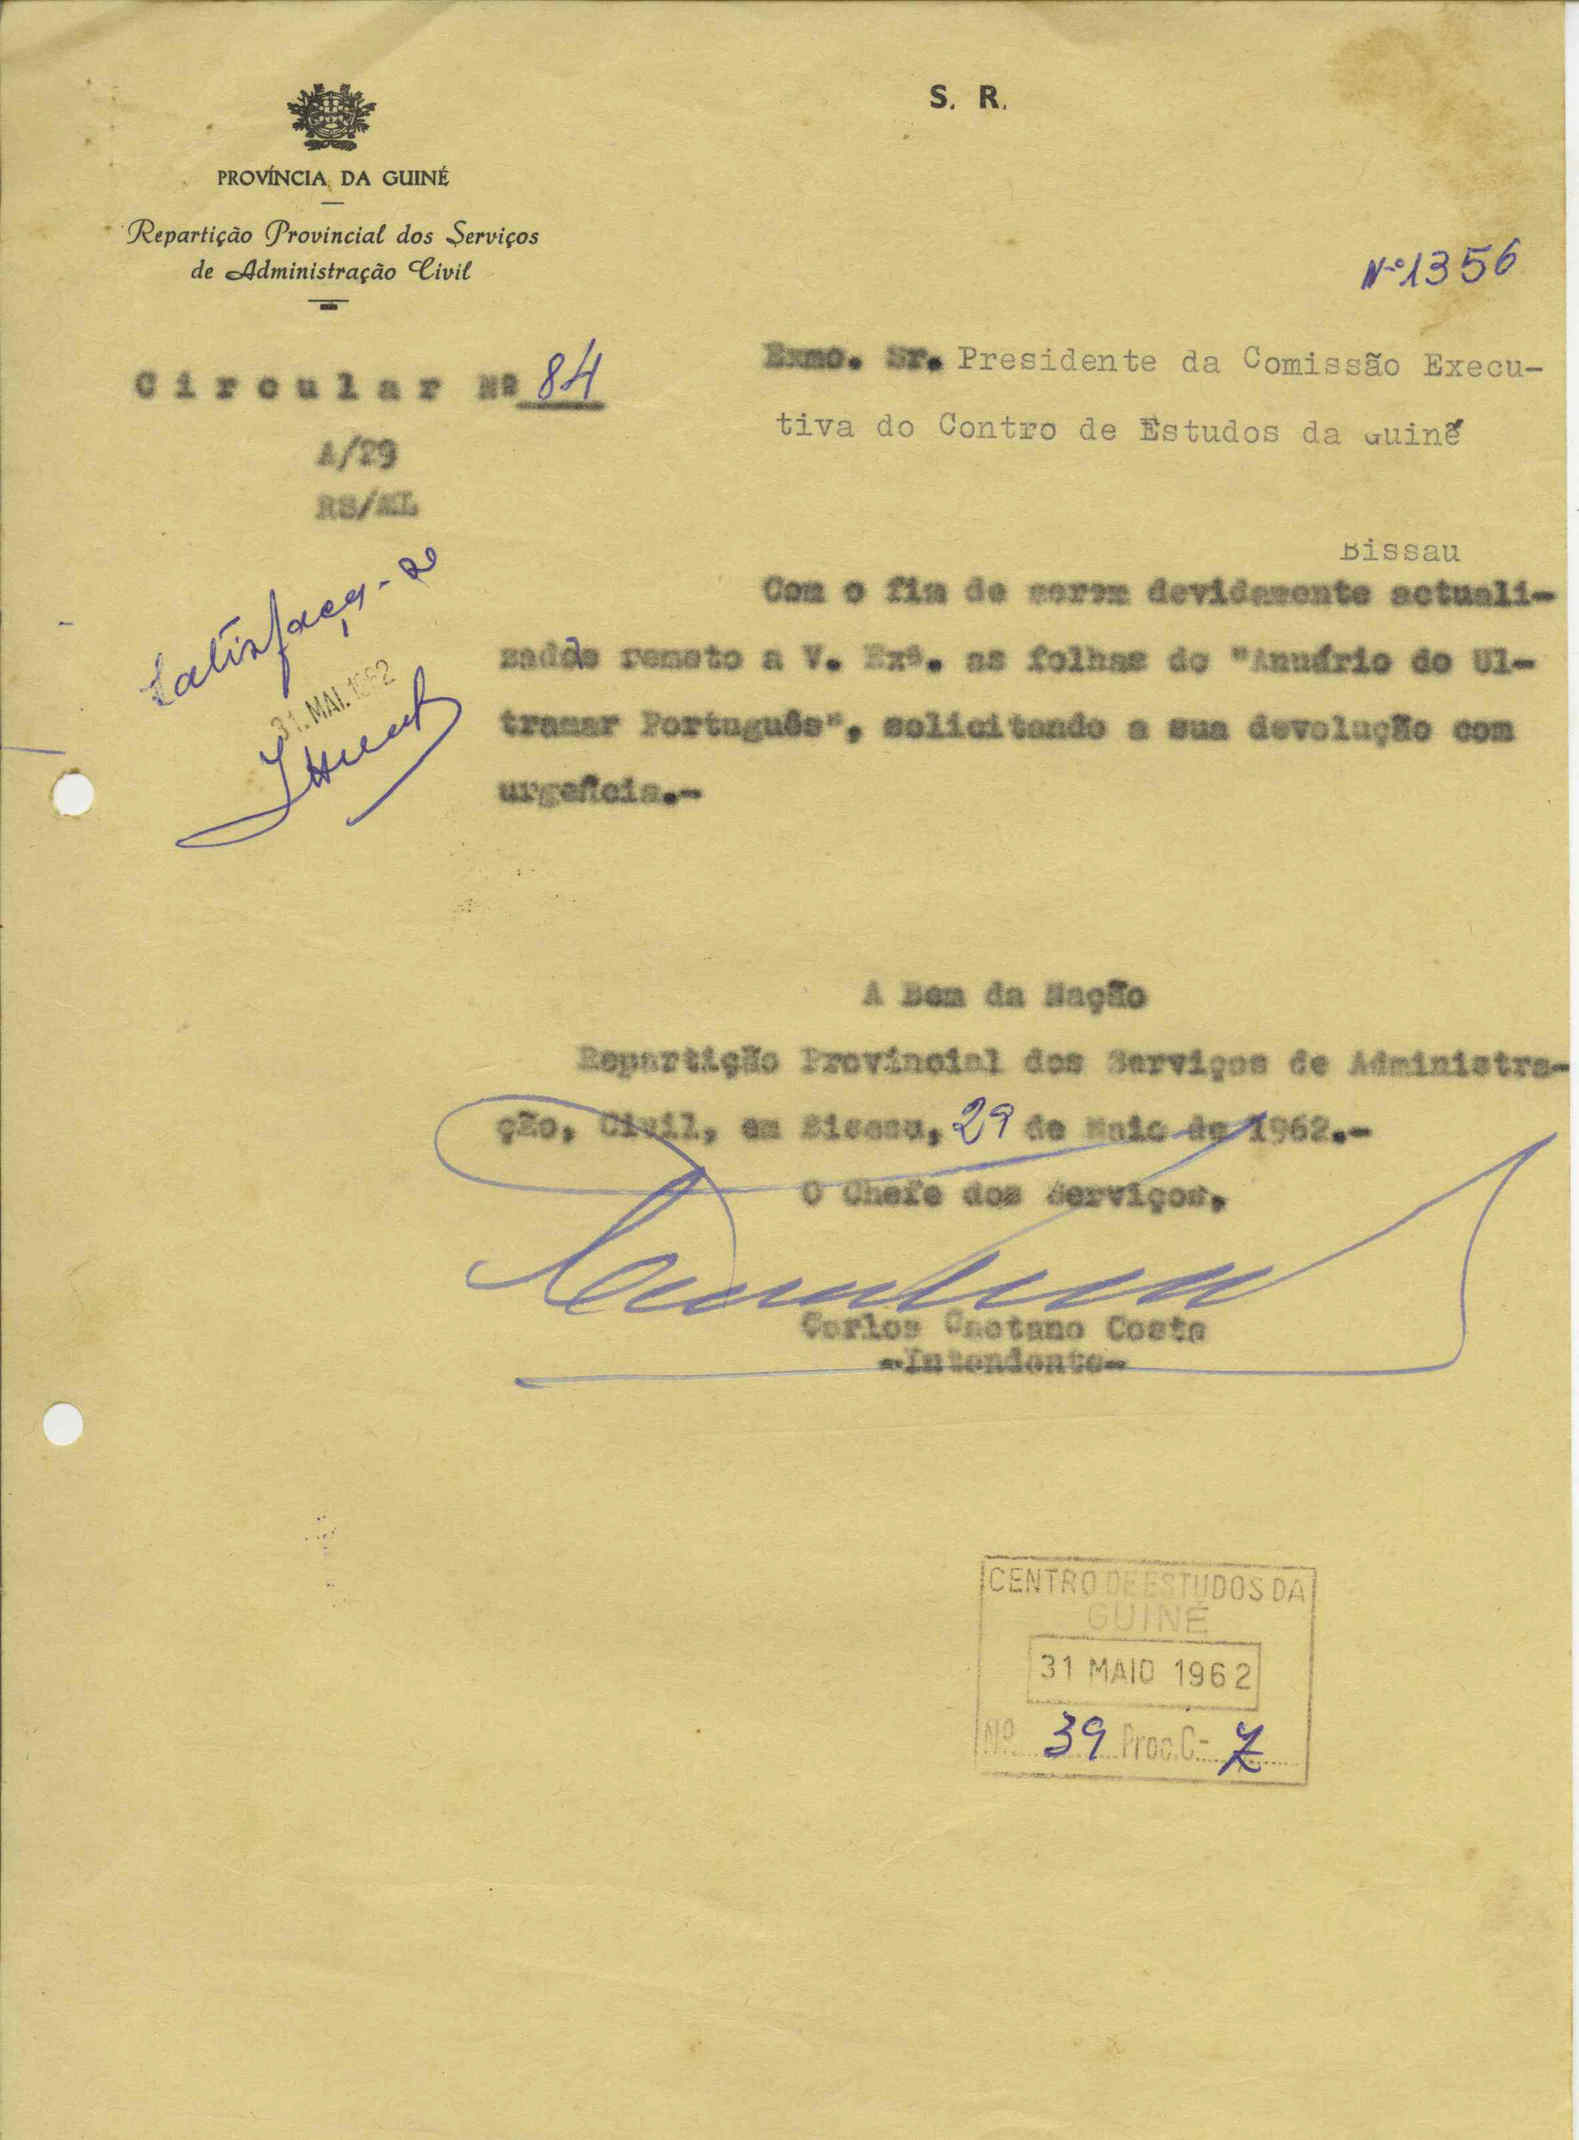 S. R.
PROVÍNCIA DA GUINÉ
Repartição Provincial dos Serviços
de Administração Civil
Nº 1356
Circular Nº 84
A/29
RS/ML
Exmo. Sr. Presidente da Comissão Execu-
tiva do Contro de Estudos da Guiné
Bissau
Satisfaça-se
31. MAI. 1962
Com o fim de serem devidamente actuali-
zadas remeto a V. Exª. as folhas do "Anuário do Ul-
tramar Português", solicitando a sua devolução com
urgência.-
A Bem da Nação
Repartição Provincial dos Serviços de Administra-
ção, Civil, em Bissau, 29 de Maio de 1962.-
O Chefe dos Serviços,
Carlos Caetano Costa
-Intendente-
CENTRO DE ESTUDOS DA
GUINÉ
31 MAIO 1962
Nº 39 Proc. C- 7